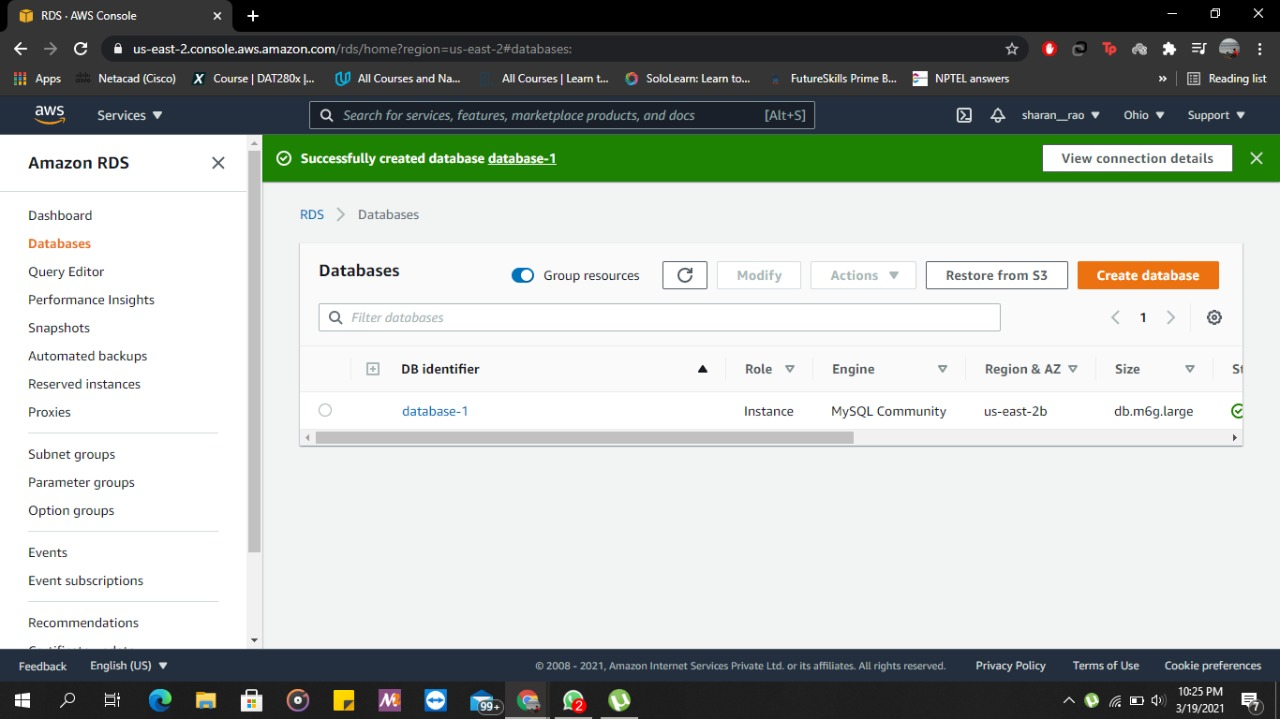 RDS - AWS Console
us-east-2.console.aws.amazon.com/rds/home?region=us-east-2#databases:
Apps Netacad (Cisco) Course | DAT280x |... All Courses and Na... All Courses | Learn t... SoloLearn: Learn to... FutureSkills Prime B... NPTEL answers » Reading list
aws Services Search for services, features, marketplace products, and docs [Alt+S] sharan__rao Ohio Support
Amazon RDS
Successfully created database database-1 View connection details
Dashboard
Databases
Query Editor
Performance Insights
Snapshots
Automated backups
Reserved instances
Proxies
Subnet groups
Parameter groups
Option groups
Events
Event subscriptions
Recommendations
RDS Databases
Databases Group resources Modify Actions Restore from S3 Create database
Filter databases 1
DB identifier Role Engine Region & AZ Size St
database-1 Instance MySQL Community us-east-2b db.m6g.large
Feedback English (US) © 2008 - 2021, Amazon Internet Services Private Ltd. or its affiliates. All rights reserved. Privacy Policy Terms of Use Cookie preferences
99+ 2 10:25 PM
3/19/2021 7